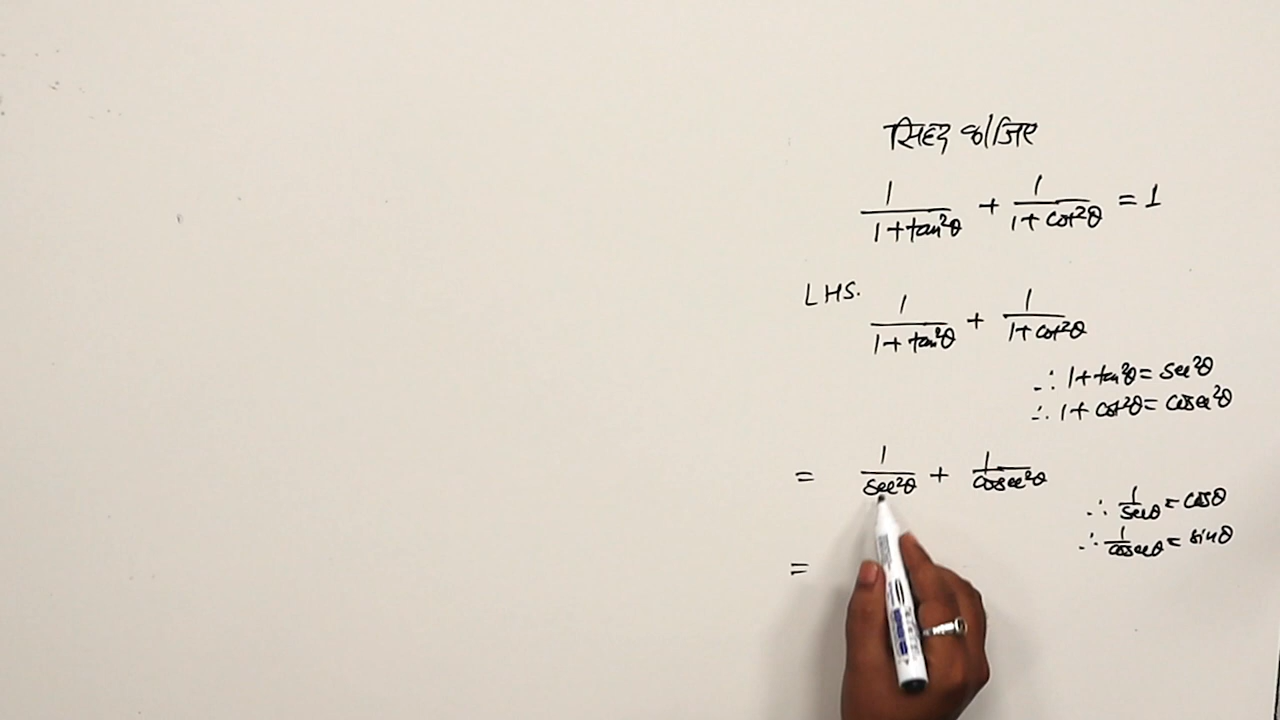 सिद्ध कीजिए
1/(1+tan²θ) + 1/(1+cot²θ) = 1
LHS. 1/(1+tan²θ) + 1/(1+cot²θ)
∴ 1+tan²θ = sec²θ
∴ 1+cot²θ = cosec²θ
= 1/sec²θ + 1/cosec²θ
∴ 1/secθ = cosθ
∴ 1/cosecθ = sinθ
=